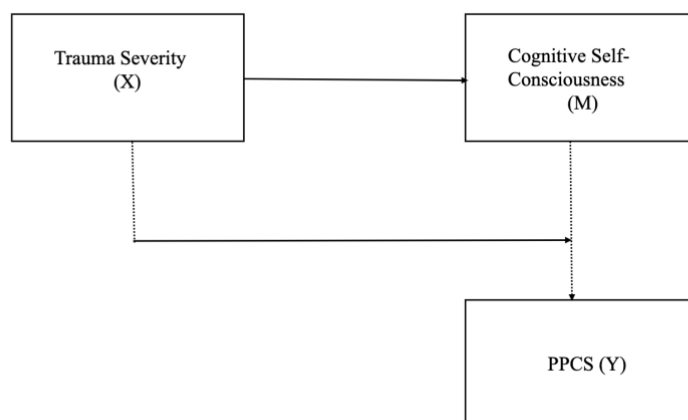 Trauma Severity
(X)
Cognitive Self-
Consciousness
(M)
PPCS (Y)